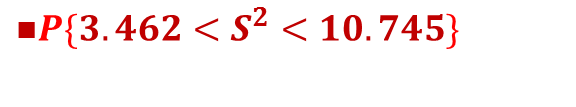 ▪P{3.462 < S² < 10.745}